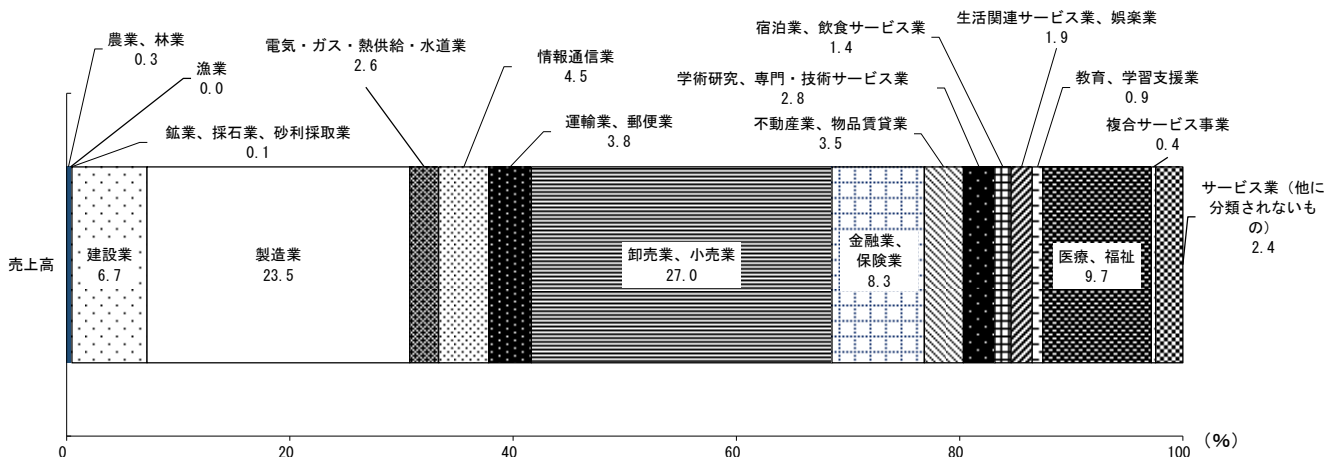 農業、林業
0.3
漁業
0.0
鉱業、採石業、砂利採取業
0.1
電気・ガス・熱供給・水道業
2.6
情報通信業
4.5
運輸業、郵便業
3.8
学術研究、専門・技術サービス業
2.8
宿泊業、飲食サービス業
1.4
不動産業、物品賃貸業
3.5
生活関連サービス業、娯楽業
1.9
教育、学習支援業
0.9
複合サービス事業
0.4
サービス業（他に
分類されないも
の）
2.4
売上高
建設業
6.7
製造業
23.5
卸売業、小売業
27.0
金融業、
保険業
8.3
医療、福祉
9.7
0
20
40
60
80
100
（%）